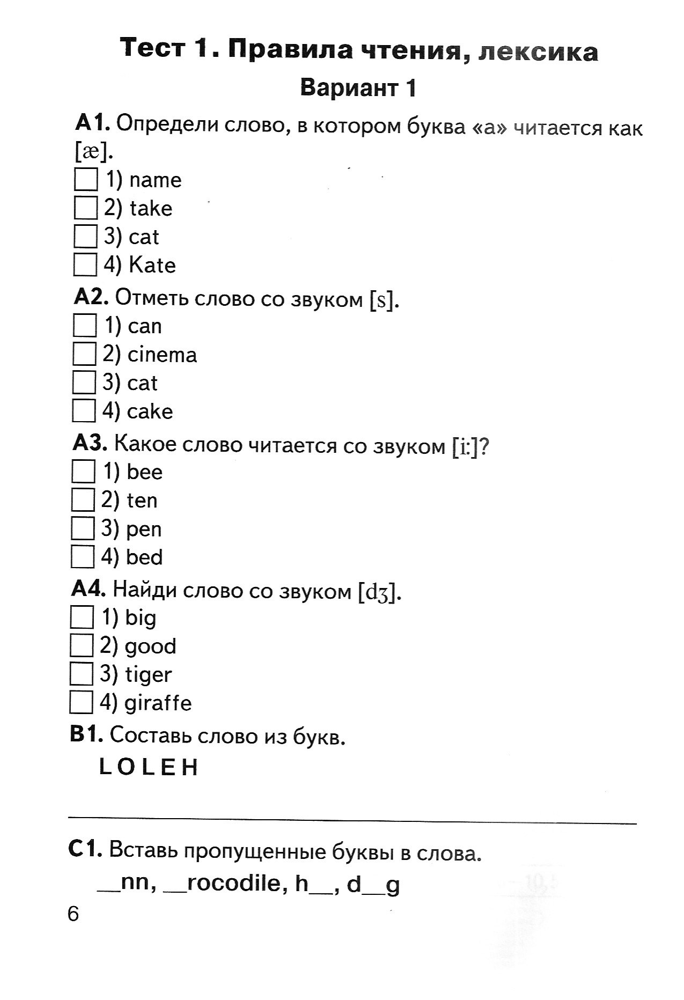 Тест 1. Правила чтения, лексика
Вариант 1
А1. Определи слово, в котором буква «а» читается как
[æ].
1) name
2) take
3) cat
4) Kate
А2. Отметь слово со звуком [s].
1) can
2) cinema
3) cat
4) cake
А3. Какое слово читается со звуком [i:]?
1) bee
2) ten
3) pen
4) bed
А4. Найди слово со звуком [dʒ].
1) big
2) good
3) tiger
4) giraffe
В1. Составь слово из букв.
L O L E H
С1. Вставь пропущенные буквы в слова.
__nn, __rocodile, h__, d__g
6